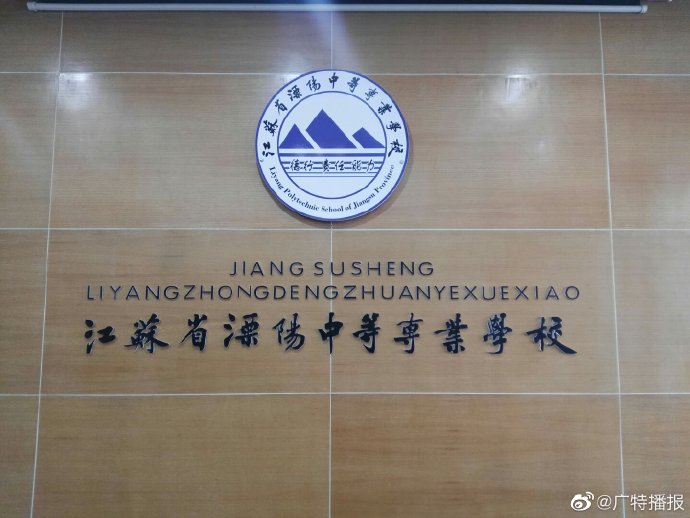 江蘇省溧陽中等專業學校
德行責任能力
Liyang Polytechnic School of Jiangsu Province
JIANG SUSHENG
LIYANGZHONGDENGZHUANYEXUEXIAO
江蘇省溧陽中等專業學校
@广特播报